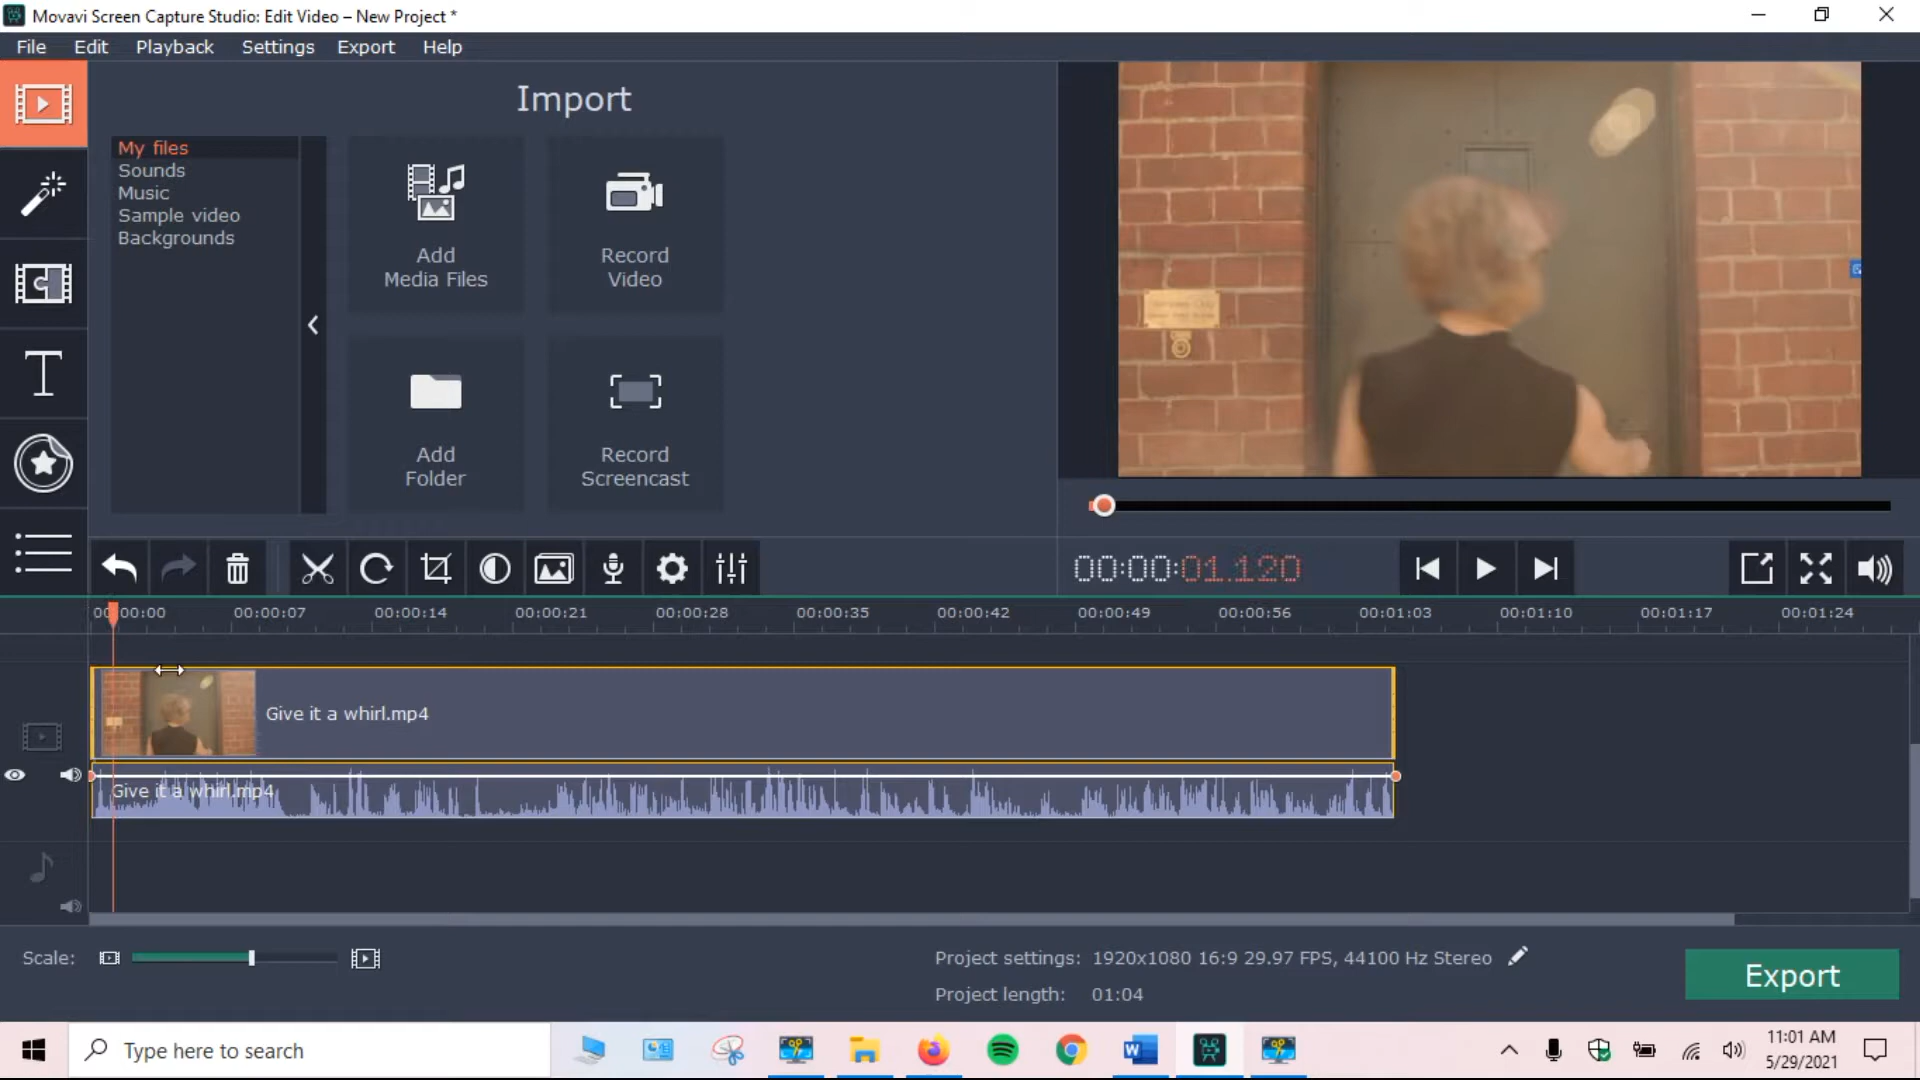 Movavi Screen Capture Studio: Edit Video – New Project *
File Edit Playback Settings Export Help
Import
My files
Sounds
Music
Sample video
Backgrounds
Add
Media Files
Record
Video
Add
Folder
Record
Screencast
00:00:01.120
00:00:00 00:00:07 00:00:14 00:00:21 00:00:28 00:00:35 00:00:42 00:00:49 00:00:56 00:01:03 00:01:10 00:01:17 00:01:24
Give it a whirl.mp4
Give it a whirl.mp4
Scale:
Project settings: 1920x1080 16:9 29.97 FPS, 44100 Hz Stereo
Project length: 01:04
Export
Type here to search
11:01 AM
5/29/2021